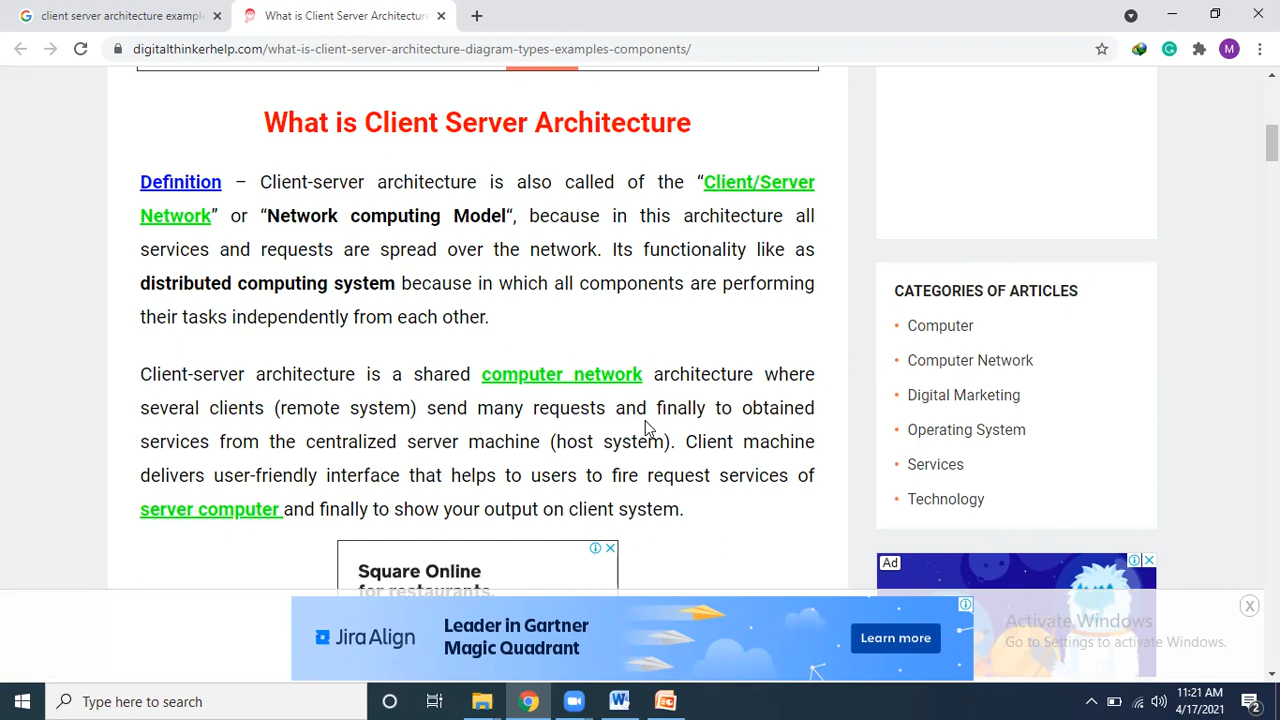 client server architecture exampl
What is Client Server Architecture
digitalthinkerhelp.com/what-is-client-server-architecture-diagram-types-examples-components/
M
What is Client Server Architecture
Definition – Client-server architecture is also called of the “Client/Server
Network” or “Network computing Model“, because in this architecture all
services and requests are spread over the network. Its functionality like as
distributed computing system because in which all components are performing
their tasks independently from each other.
Client-server architecture is a shared computer network architecture where
several clients (remote system) send many requests and finally to obtained
services from the centralized server machine (host system). Client machine
delivers user-friendly interface that helps to users to fire request services of
server computer and finally to show your output on client system.
CATEGORIES OF ARTICLES
Computer
Computer Network
Digital Marketing
Operating System
Services
Technology
Square Online
for restaurants.
Ad
Jira Align
Leader in Gartner
Magic Quadrant
Learn more
X
Activate Windows
Go to Settings to activate Windows.
Type here to search
11:21 AM
4/17/2021
2